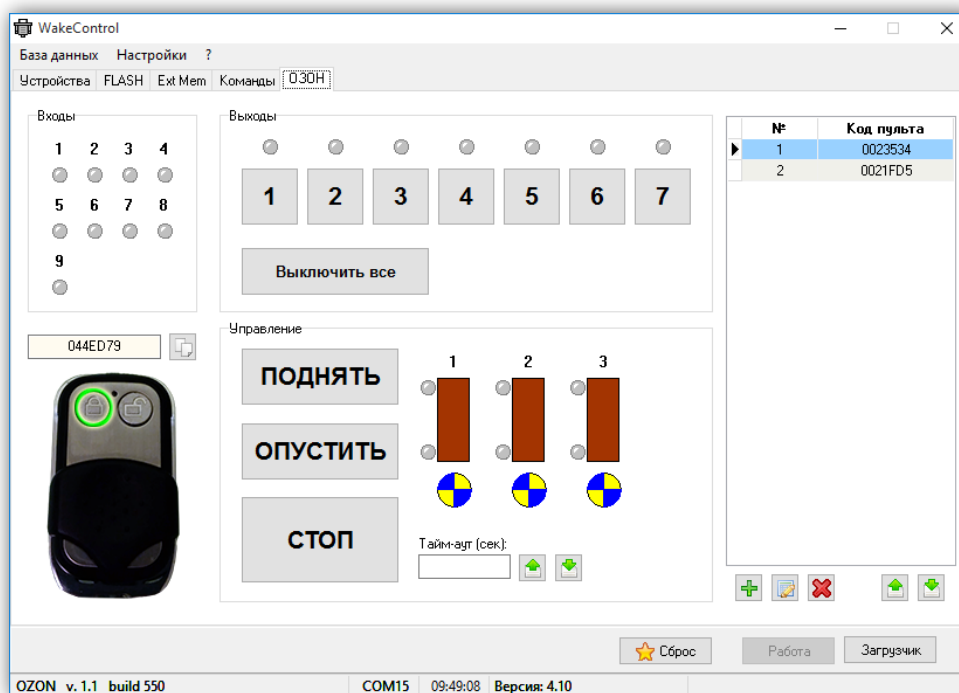 WakeControl
База данных Настройки ?
Устройства FLASH Ext Mem Команды ОЗОН
Входы
1 2 3 4
5 6 7 8
9
Выходы
1 2 3 4 5 6 7
Выключить все
044ED79
Управление
ПОДНЯТЬ
ОПУСТИТЬ
СТОП
1 2 3
Тайм-аут (сек):
№ Код пульта
1 0023534
2 0021FD5
Сброс Работа Загрузчик
OZON v. 1.1 build 550 COM15 09:49:08 Версия: 4.10